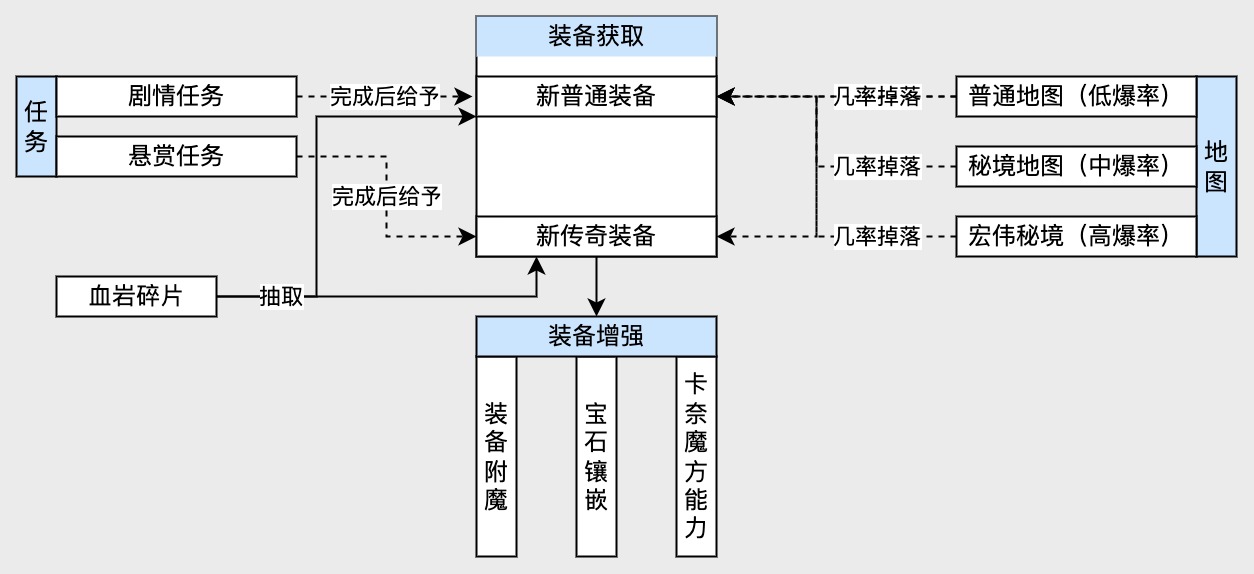 装备获取
任务
剧情任务
完成后给予
新普通装备
几率掉落
普通地图（低爆率）
悬赏任务
完成后给予
几率掉落
秘境地图（中爆率）
地图
新传奇装备
几率掉落
宏伟秘境（高爆率）
血岩碎片
抽取
装备增强
装备附魔
宝石镶嵌
卡奈魔方能力